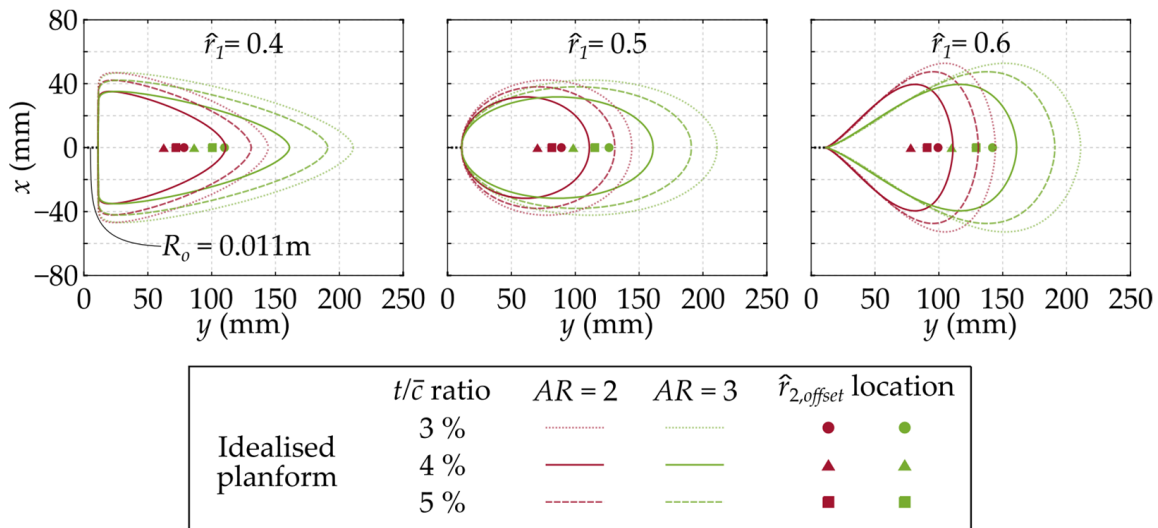 80
40
0
−40
−80
x (mm)
r̂₁= 0.4
r̂₁= 0.5
r̂₁= 0.6
Rₒ = 0.011m
0 50 100 150 200 250
0 50 100 150 200 250
0 50 100 150 200 250
y (mm)
y (mm)
y (mm)
t/c̄ ratio AR = 2 AR = 3 r̂₂,offset location
Idealised
planform
3 %
4 %
5 %